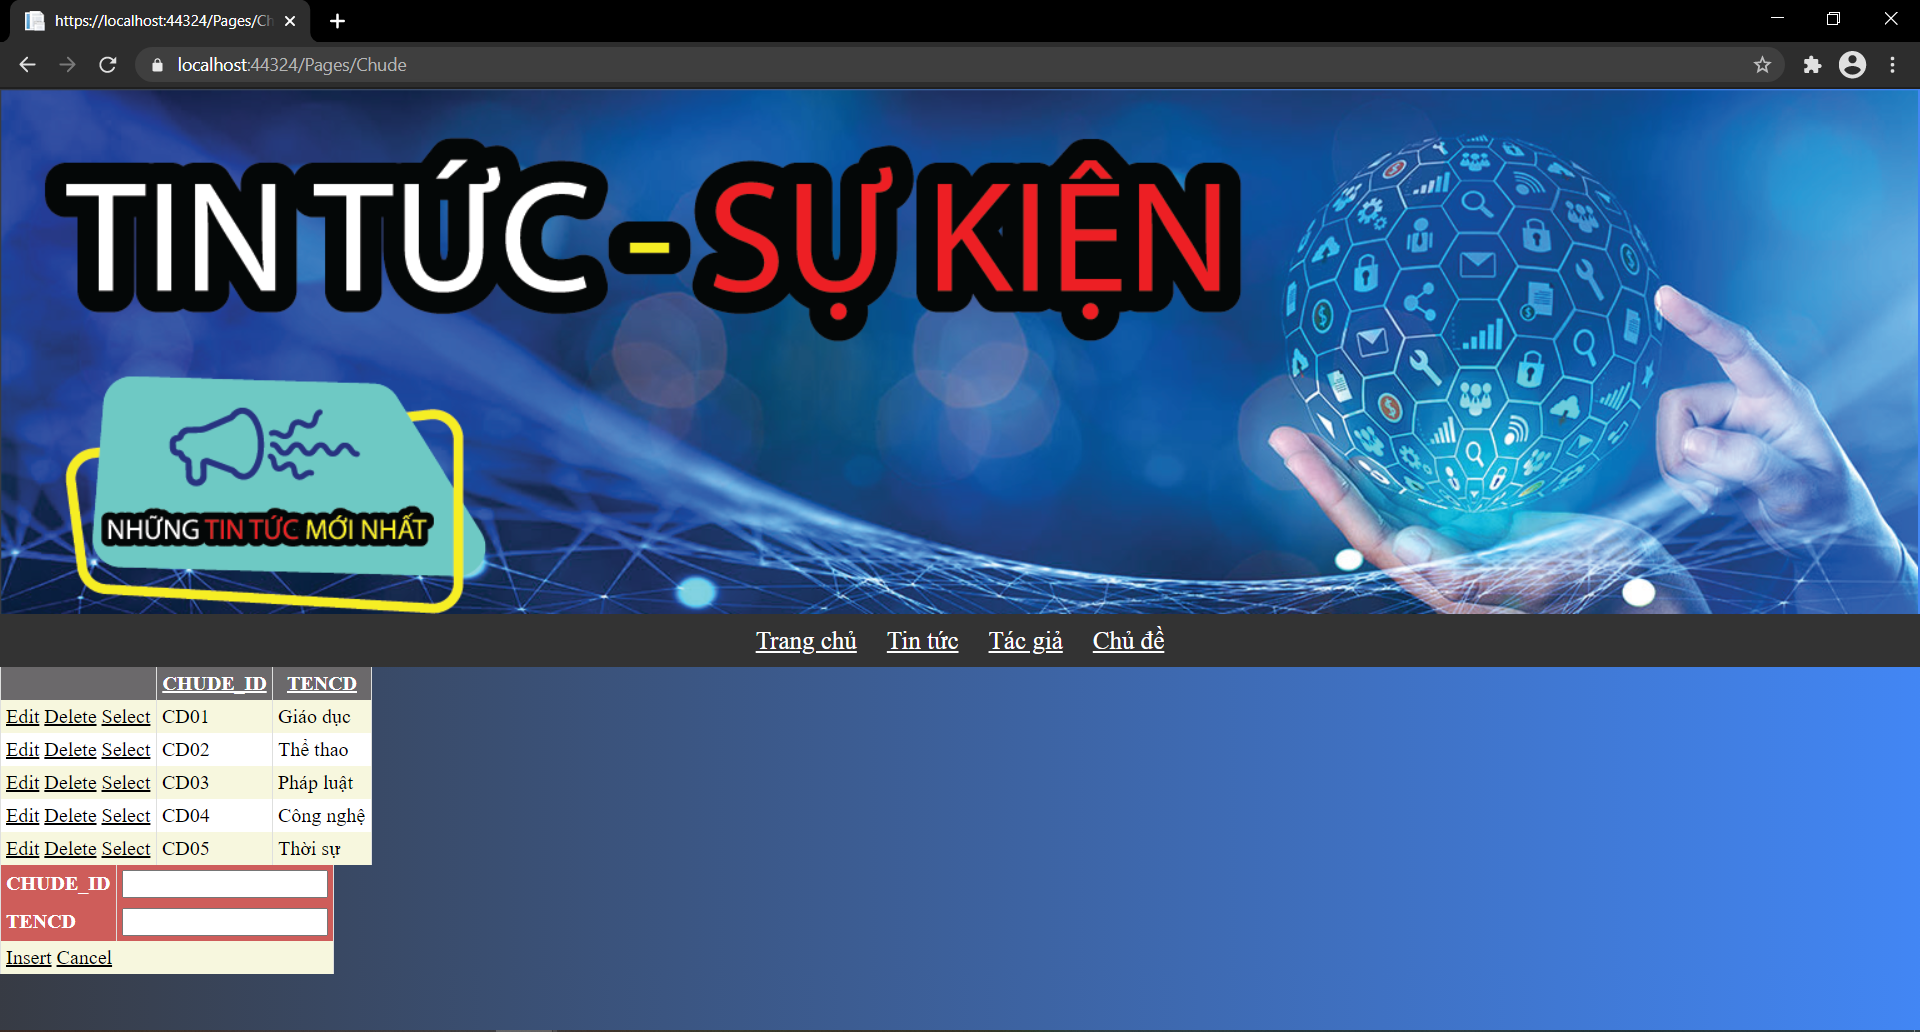 https://localhost:44324/Pages/Ch
localhost:44324/Pages/Chude
TIN TỨC - SỰ KIỆN
NHỮNG TIN TỨC MỚI NHẤT
Trang chủ Tin tức Tác giả Chủ đề
CHUDE_ID TENCD
Edit Delete Select CD01 Giáo dục
Edit Delete Select CD02 Thể thao
Edit Delete Select CD03 Pháp luật
Edit Delete Select CD04 Công nghệ
Edit Delete Select CD05 Thời sự
CHUDE_ID
TENCD
Insert Cancel